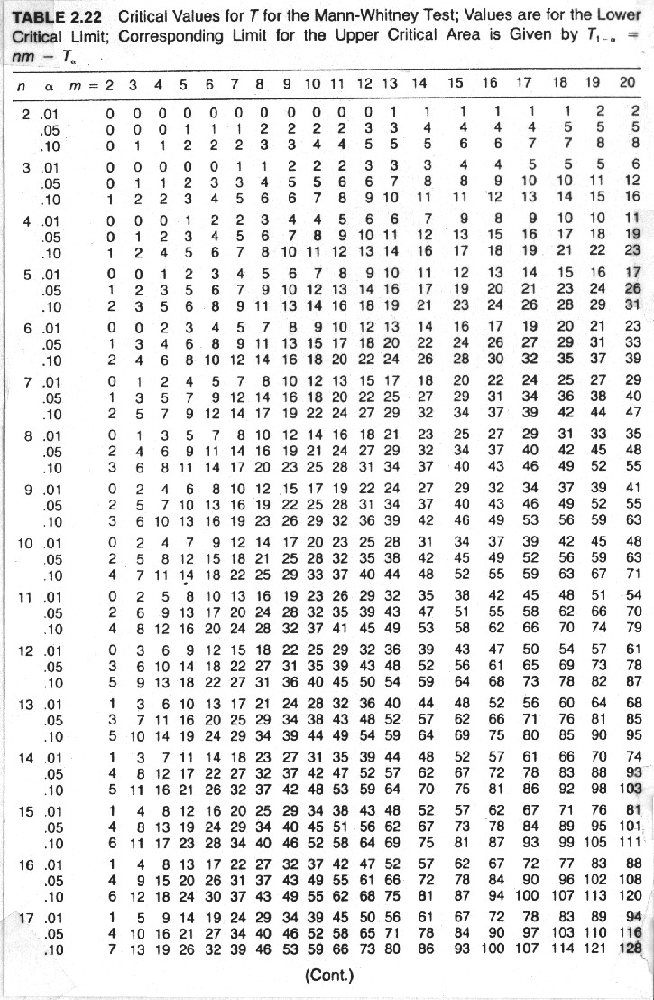 TABLE 2.22 Critical Values for T for the Mann-Whitney Test; Values are for the Lower
Critical Limit; Corresponding Limit for the Upper Critical Area is Given by T₁₋α =
nm − Tα
n α m = 2 3 4 5 6 7 8 9 10 11 12 13 14 15 16 17 18 19 20
2 .01 0 0 0 0 0 0 0 0 0 0 0 1 1 1 1 1 1 2 2
.05 0 0 0 1 1 1 2 2 2 2 3 3 4 4 4 4 5 5 5
.10 0 1 1 2 2 2 3 3 4 4 5 5 5 6 6 7 7 8 8
3 .01 0 0 0 0 0 1 1 2 2 2 3 3 3 4 4 5 5 5 6
.05 0 1 1 2 3 3 4 5 5 6 6 7 8 8 9 10 10 11 12
.10 1 2 2 3 4 5 6 6 7 8 9 10 11 11 12 13 14 15 16
4 .01 0 0 0 1 2 2 3 4 4 5 6 6 7 9 8 9 10 10 11
.05 0 1 2 3 4 5 6 7 8 9 10 11 12 13 15 16 17 18 19
.10 1 2 4 5 6 7 8 10 11 12 13 14 16 17 18 19 21 22 23
5 .01 0 0 1 2 3 4 5 6 7 8 9 10 11 12 13 14 15 16 17
.05 1 2 3 5 6 7 9 10 12 13 14 16 17 19 20 21 23 24 26
.10 2 3 5 6 8 9 11 13 14 16 18 19 21 23 24 26 28 29 31
6 .01 0 0 2 3 4 5 7 8 9 10 12 13 14 16 17 19 20 21 23
.05 1 3 4 6 8 9 11 13 15 17 18 20 22 24 26 27 29 31 33
.10 2 4 6 8 10 12 14 16 18 20 22 24 26 28 30 32 35 37 39
7 .01 0 1 2 4 5 7 8 10 12 13 15 17 18 20 22 24 25 27 29
.05 1 3 5 7 9 12 14 16 18 20 22 25 27 29 31 34 36 38 40
.10 2 5 7 9 12 14 17 19 22 24 27 29 32 34 37 39 42 44 47
8 .01 0 1 3 5 7 8 10 12 14 16 18 21 23 25 27 29 31 33 35
.05 2 4 6 9 11 14 16 19 21 24 27 29 32 34 37 40 42 45 48
.10 3 6 8 11 14 17 20 23 25 28 31 34 37 40 43 46 49 52 55
9 .01 0 2 4 6 8 10 12 15 17 19 22 24 27 29 32 34 37 39 41
.05 2 5 7 10 13 16 19 22 25 28 31 34 37 40 43 46 49 52 55
.10 3 6 10 13 16 19 23 26 29 32 36 39 42 46 49 53 56 59 63
10 .01 0 2 4 7 9 12 14 17 20 23 25 28 31 34 37 39 42 45 48
.05 2 5 8 12 15 18 21 25 28 32 35 38 42 45 49 52 56 59 63
.10 4 7 11 14 18 22 25 29 33 37 40 44 48 52 55 59 63 67 71
11 .01 0 2 5 8 10 13 16 19 23 26 29 32 35 38 42 45 48 51 54
.05 2 6 9 13 17 20 24 28 32 35 39 43 47 51 55 58 62 66 70
.10 4 8 12 16 20 24 28 32 37 41 45 49 53 58 62 66 70 74 79
12 .01 0 3 6 9 12 15 18 22 25 29 32 36 39 43 47 50 54 57 61
.05 3 6 10 14 18 22 27 31 35 39 43 48 52 56 61 65 69 73 78
.10 5 9 13 18 22 27 31 36 40 45 50 54 59 64 68 73 78 82 87
13 .01 1 3 6 10 13 17 21 24 28 32 36 40 44 48 52 56 60 64 68
.05 3 7 11 16 20 25 29 34 38 43 48 52 57 62 66 71 76 81 85
.10 5 10 14 19 24 29 34 39 44 49 54 59 64 69 75 80 85 90 95
14 .01 1 3 7 11 14 18 23 27 31 35 39 44 48 52 57 61 66 70 74
.05 4 8 12 17 22 27 32 37 42 47 52 57 62 67 72 78 83 88 93
.10 5 11 16 21 26 32 37 42 48 53 59 64 70 75 81 86 92 98 103
15 .01 1 4 8 12 16 20 25 29 34 38 43 48 52 57 62 67 71 76 81
.05 4 8 13 19 24 29 34 40 45 51 56 62 67 73 78 84 89 95 101
.10 6 11 17 23 28 34 40 46 52 58 64 69 75 81 87 93 99 105 111
16 .01 1 4 8 13 17 22 27 32 37 42 47 52 57 62 67 72 77 83 88
.05 4 9 15 20 26 31 37 43 49 55 61 66 72 78 84 90 96 102 108
.10 6 12 18 24 30 37 43 49 55 62 68 75 81 87 94 100 107 113 120
17 .01 1 5 9 14 19 24 29 34 39 45 50 56 61 67 72 78 83 89 94
.05 4 10 16 21 27 34 40 46 52 58 65 71 78 84 90 97 103 110 116
.10 7 13 19 26 32 39 46 53 59 66 73 80 86 93 100 107 114 121 128
(Cont.)